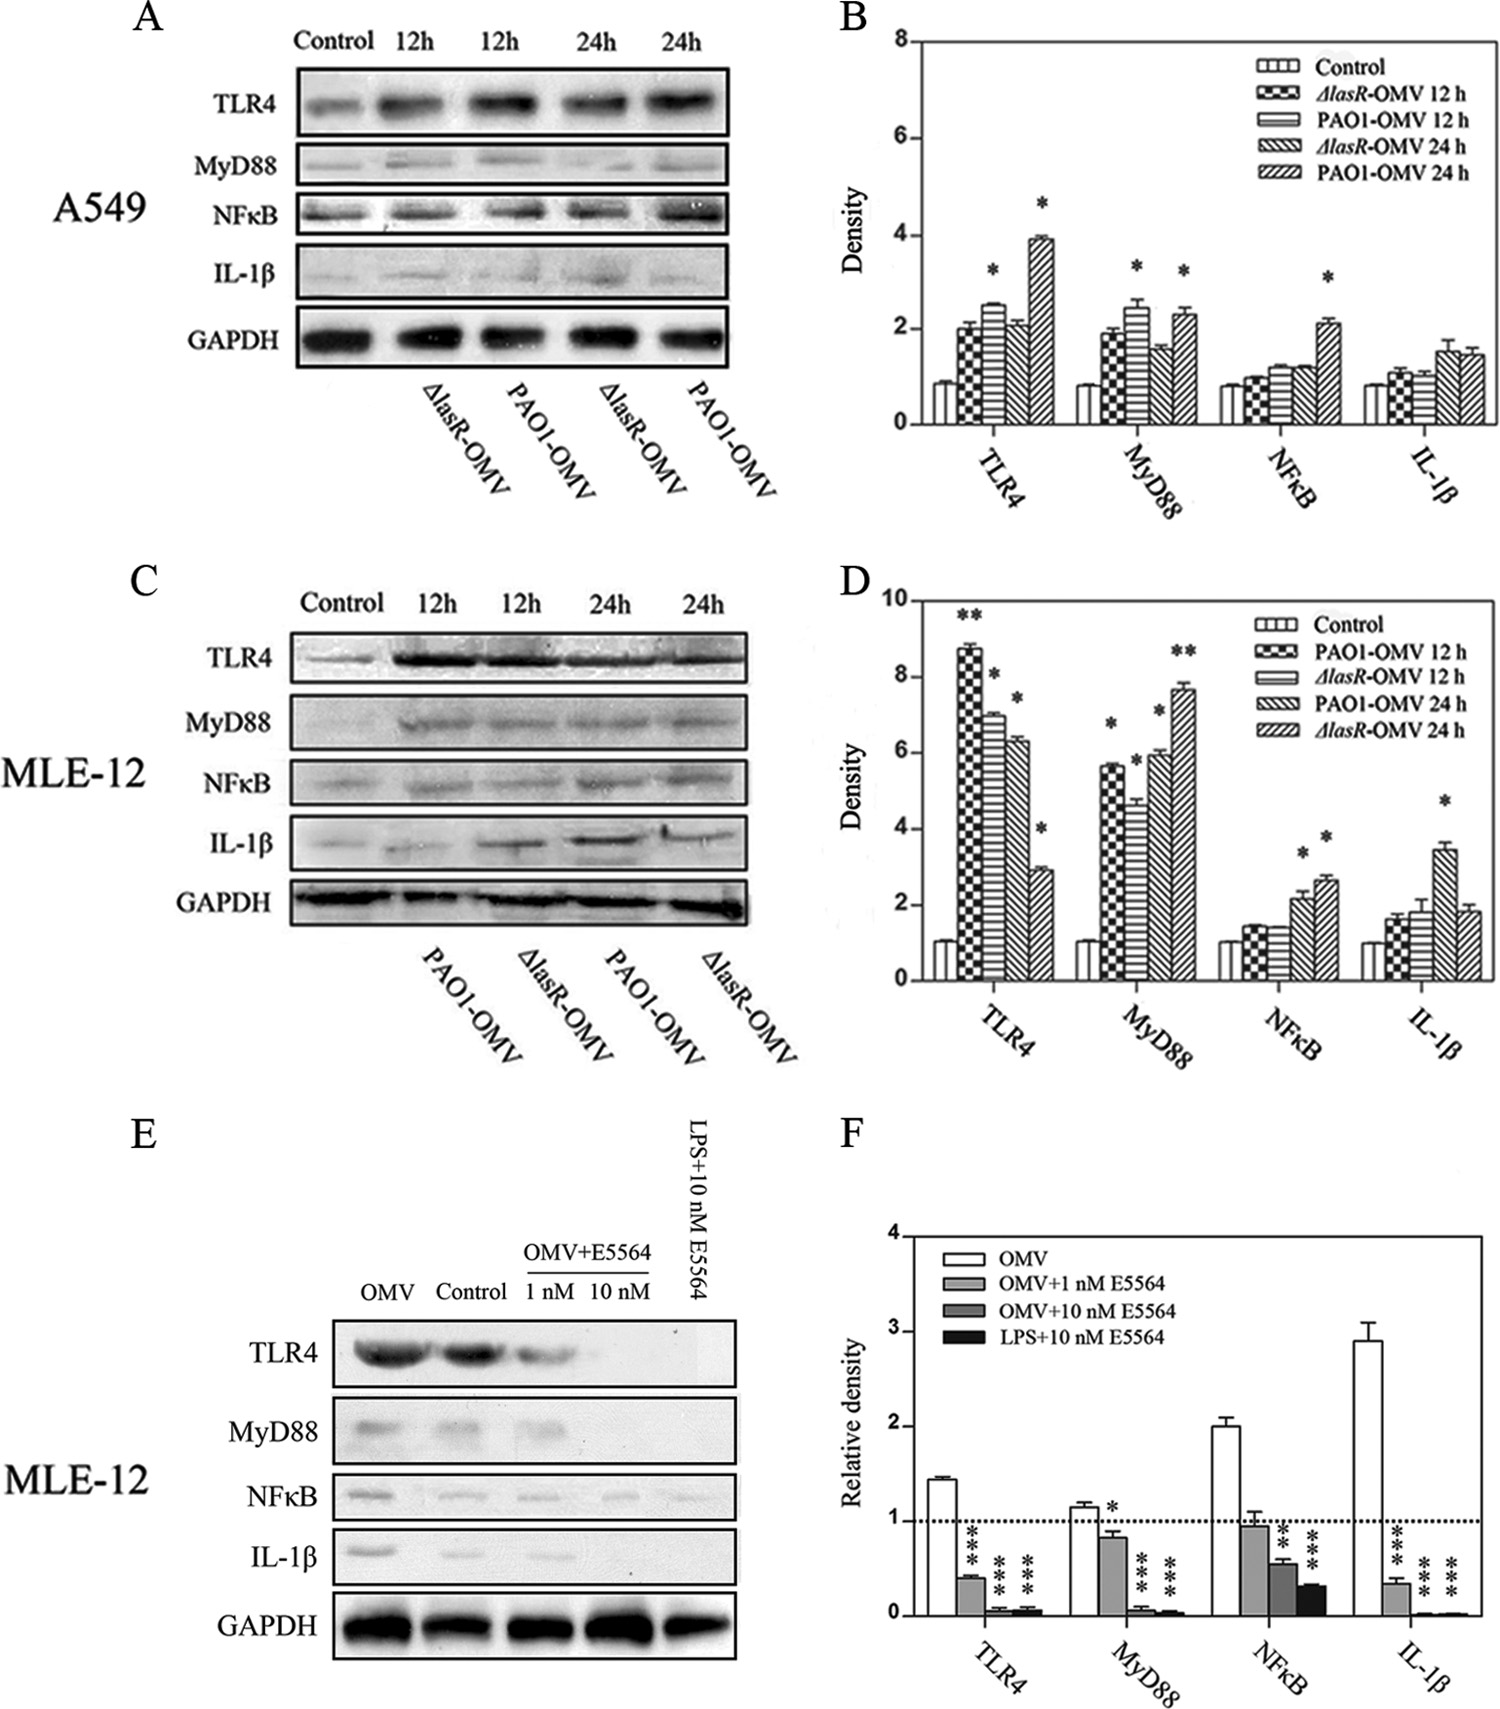 A
Control 12h 12h 24h 24h
TLR4
MyD88
NFκB
IL-1β
GAPDH
A549
ΔlasR-OMV PAO1-OMV ΔlasR-OMV PAO1-OMV
B
8
6
4
2
0
Density
Control
ΔlasR-OMV 12 h
PAO1-OMV 12 h
ΔlasR-OMV 24 h
PAO1-OMV 24 h
*
*
*
*
*
TLR4 MyD88 NFκB IL-1β
C
Control 12h 12h 24h 24h
TLR4
MyD88
NFκB
IL-1β
GAPDH
MLE-12
PAO1-OMV ΔlasR-OMV PAO1-OMV ΔlasR-OMV
D
10
8
6
4
2
0
Density
Control
PAO1-OMV 12 h
ΔlasR-OMV 12 h
PAO1-OMV 24 h
ΔlasR-OMV 24 h
**
*
*
*
*
*
*
**
*
*
*
TLR4 MyD88 NFκB IL-1β
E
LPS+10 nM E5564
OMV+E5564
OMV Control 1 nM 10 nM
TLR4
MyD88
NFκB
IL-1β
GAPDH
MLE-12
F
4
3
2
1
0
Relative density
OMV
OMV+1 nM E5564
OMV+10 nM E5564
LPS+10 nM E5564
***
***
***
*
***
***
**
***
***
***
***
TLR4 MyD88 NFκB IL-1β